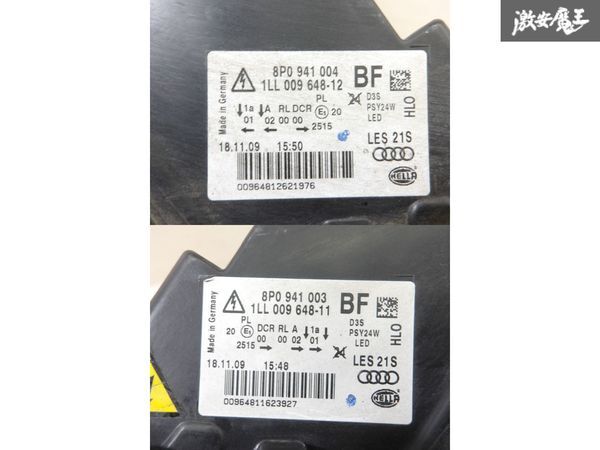 激安魔王
8P0 941 004
1LL 009 648-12
BF
HLO
PL
D3S
PSY24W
LED
1a A RL DCR E1 20
01 02 00 00 2515
24
LES 21S
18.11.09 15:50
Made in Germany
HELLA
00964812621976
8P0 941 003
1LL 009 648-11
BF
HLO
PL
D3S
PSY24W
LED
20 DCR RL A 1a
2515 00 00 02 01
24
LES 21S
18.11.09 15:48
Made in Germany
HELLA
00964811623927